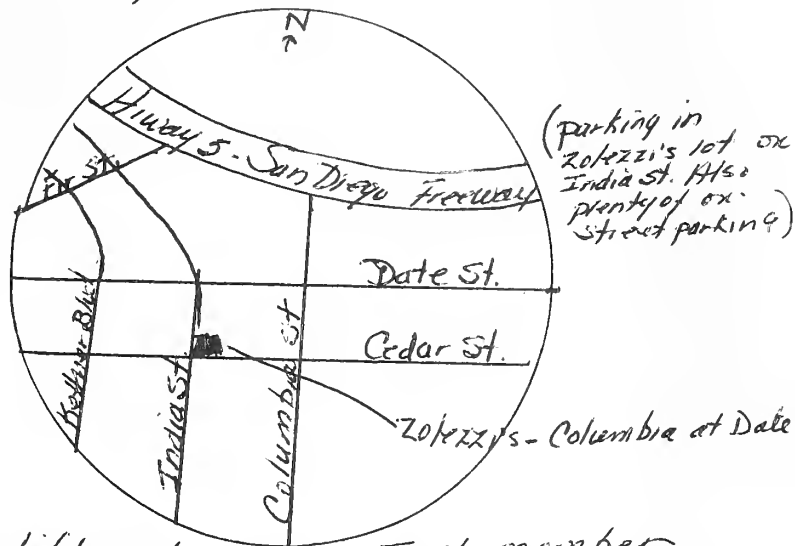 N
Hiway 5 - San Diego Freeway
Fir St.
(parking in
Zolezzi's lot on
India St. Also
plenty of on-
street parking)
Date St.
Cedar St.
Kettner Blvd
India St
Columbia St
Zolezzi's - Columbia at Date
member